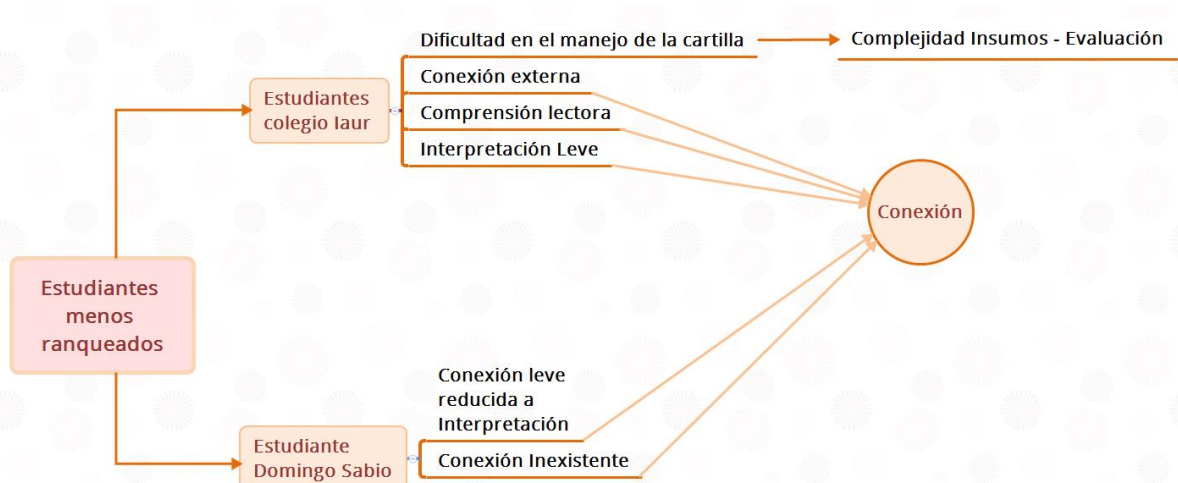 Dificultad en el manejo de la cartilla
Complejidad Insumos - Evaluación
Conexión externa
Estudiantes
colegio Iaur
Comprensión lectora
Interpretación Leve
Conexión
Estudiantes
menos
ranqueados
Conexión leve
reducida a
Interpretación
Estudiante
Domingo Sabio
Conexión Inexistente